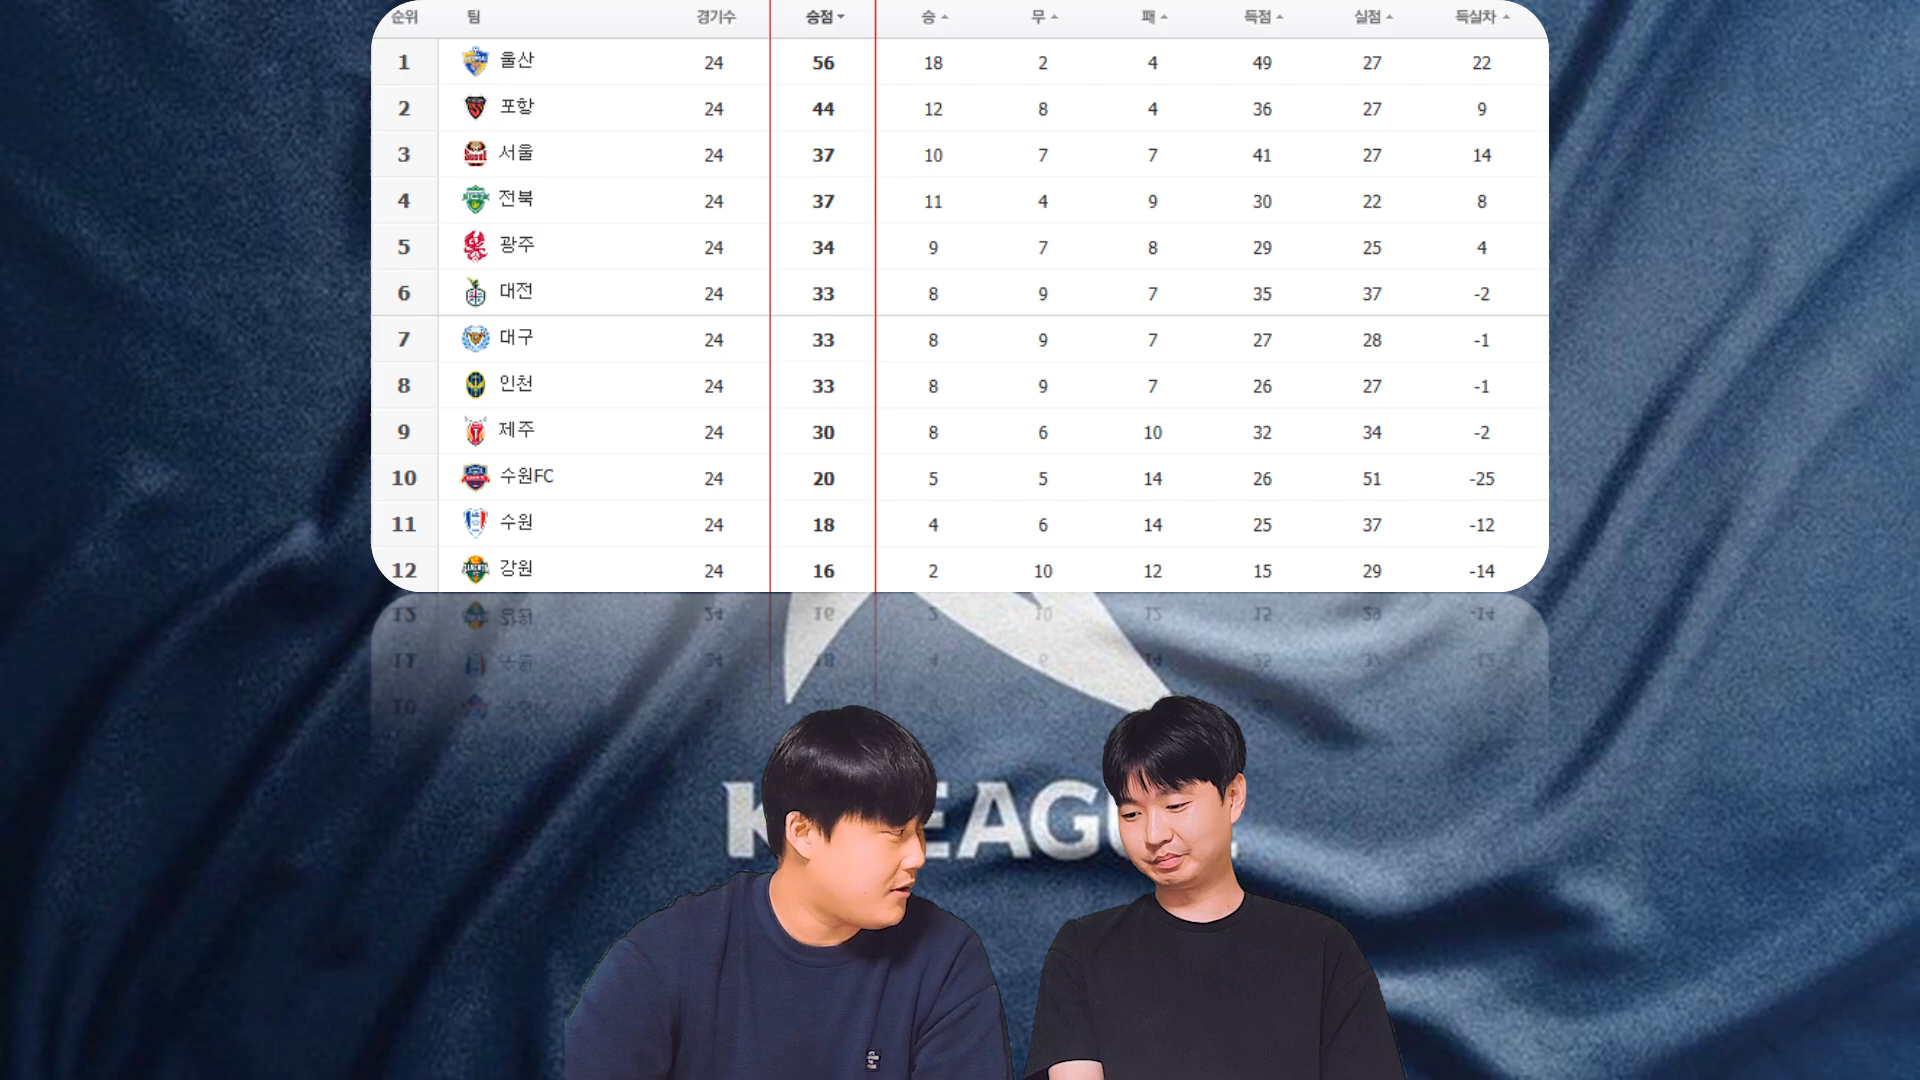 순위 팀 경기수 승점 승 무 패 득점 실점 득실차
1 울산 24 56 18 2 4 49 27 22
2 포항 24 44 12 8 4 36 27 9
3 서울 24 37 10 7 7 41 27 14
4 전북 24 37 11 4 9 30 22 8
5 광주 24 34 9 7 8 29 25 4
6 대전 24 33 8 9 7 35 37 -2
7 대구 24 33 8 9 7 27 28 -1
8 인천 24 33 8 9 7 26 27 -1
9 제주 24 30 8 6 10 32 34 -2
10 수원FC 24 20 5 5 14 26 51 -25
11 수원 24 18 4 6 14 25 37 -12
12 강원 24 16 2 10 12 15 29 -14